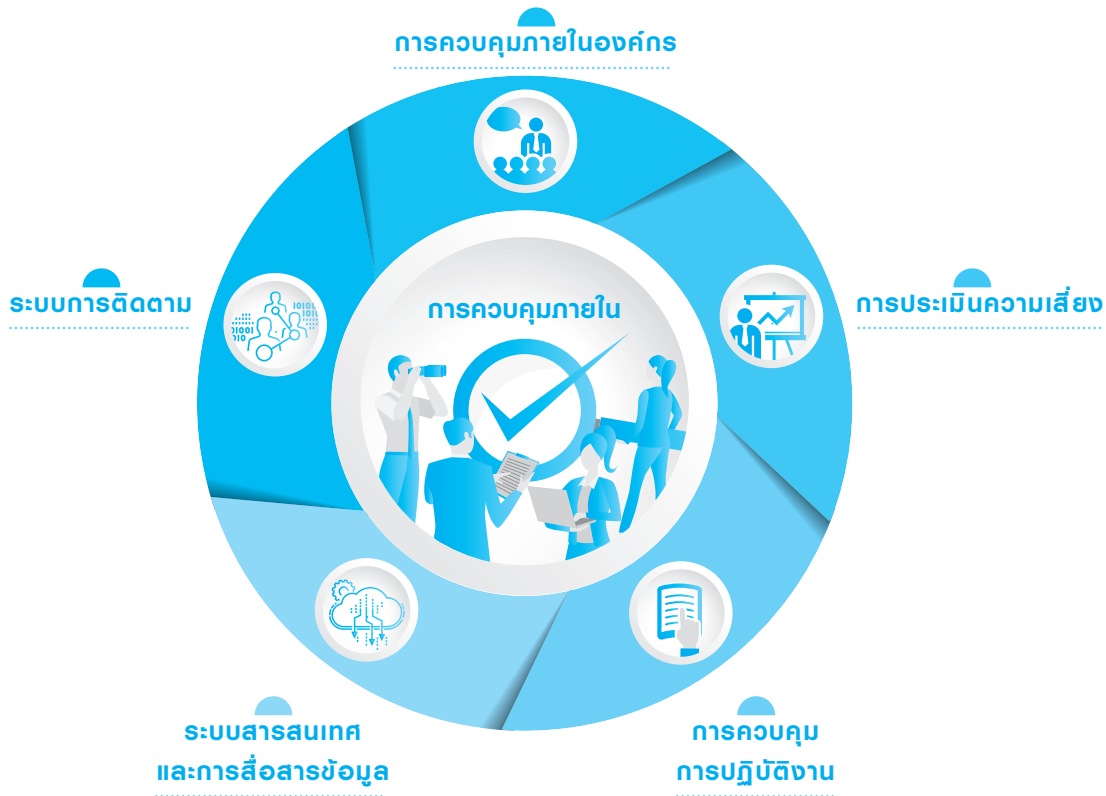 การควบคุมภายในองค์กร
ระบบการติดตาม
การควบคุมภายใน
การประเมินความเสี่ยง
ระบบสารสนเทศ
และการสื่อสารข้อมูล
การควบคุม
การปฏิบัติงาน